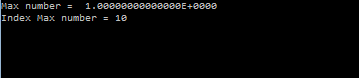 Max number =  1.00000000000000E+0000
Index Max number = 10